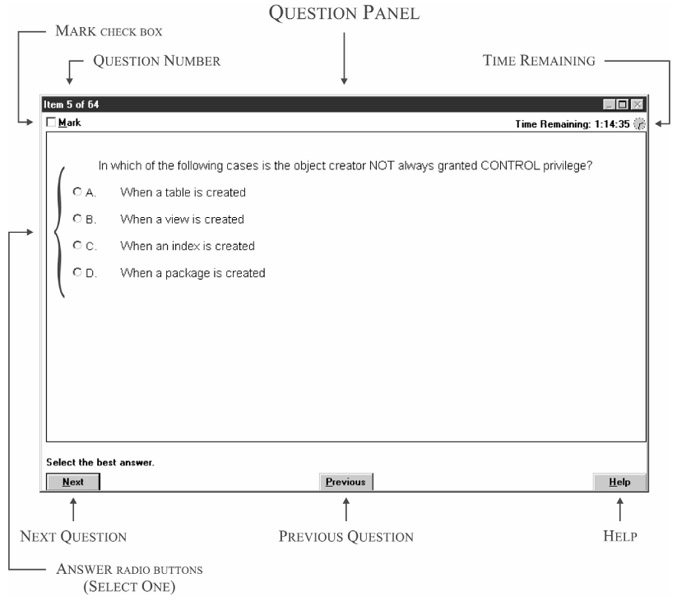 QUESTION PANEL
MARK CHECK BOX
QUESTION NUMBER
TIME REMAINING
Item 5 of 64
Mark
Time Remaining: 1:14:35
In which of the following cases is the object creator NOT always granted CONTROL privilege?
A. When a table is created
B. When a view is created
C. When an index is created
D. When a package is created
Select the best answer.
Next
Previous
Help
NEXT QUESTION
PREVIOUS QUESTION
HELP
ANSWER RADIO BUTTONS
(SELECT ONE)